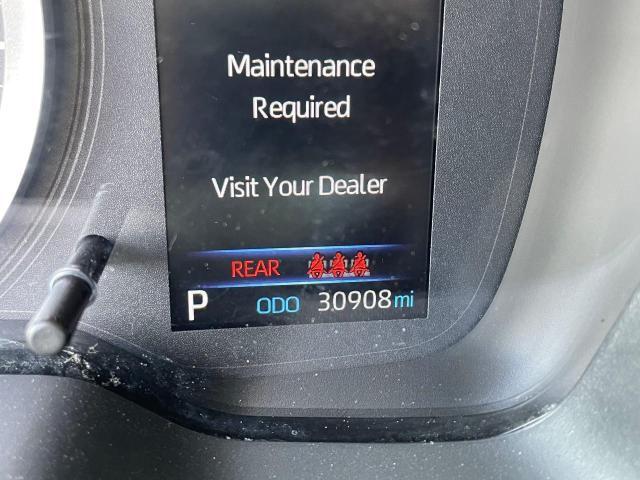 Maintenance
Required
Visit Your Dealer
REAR
P ODO 30908 mi